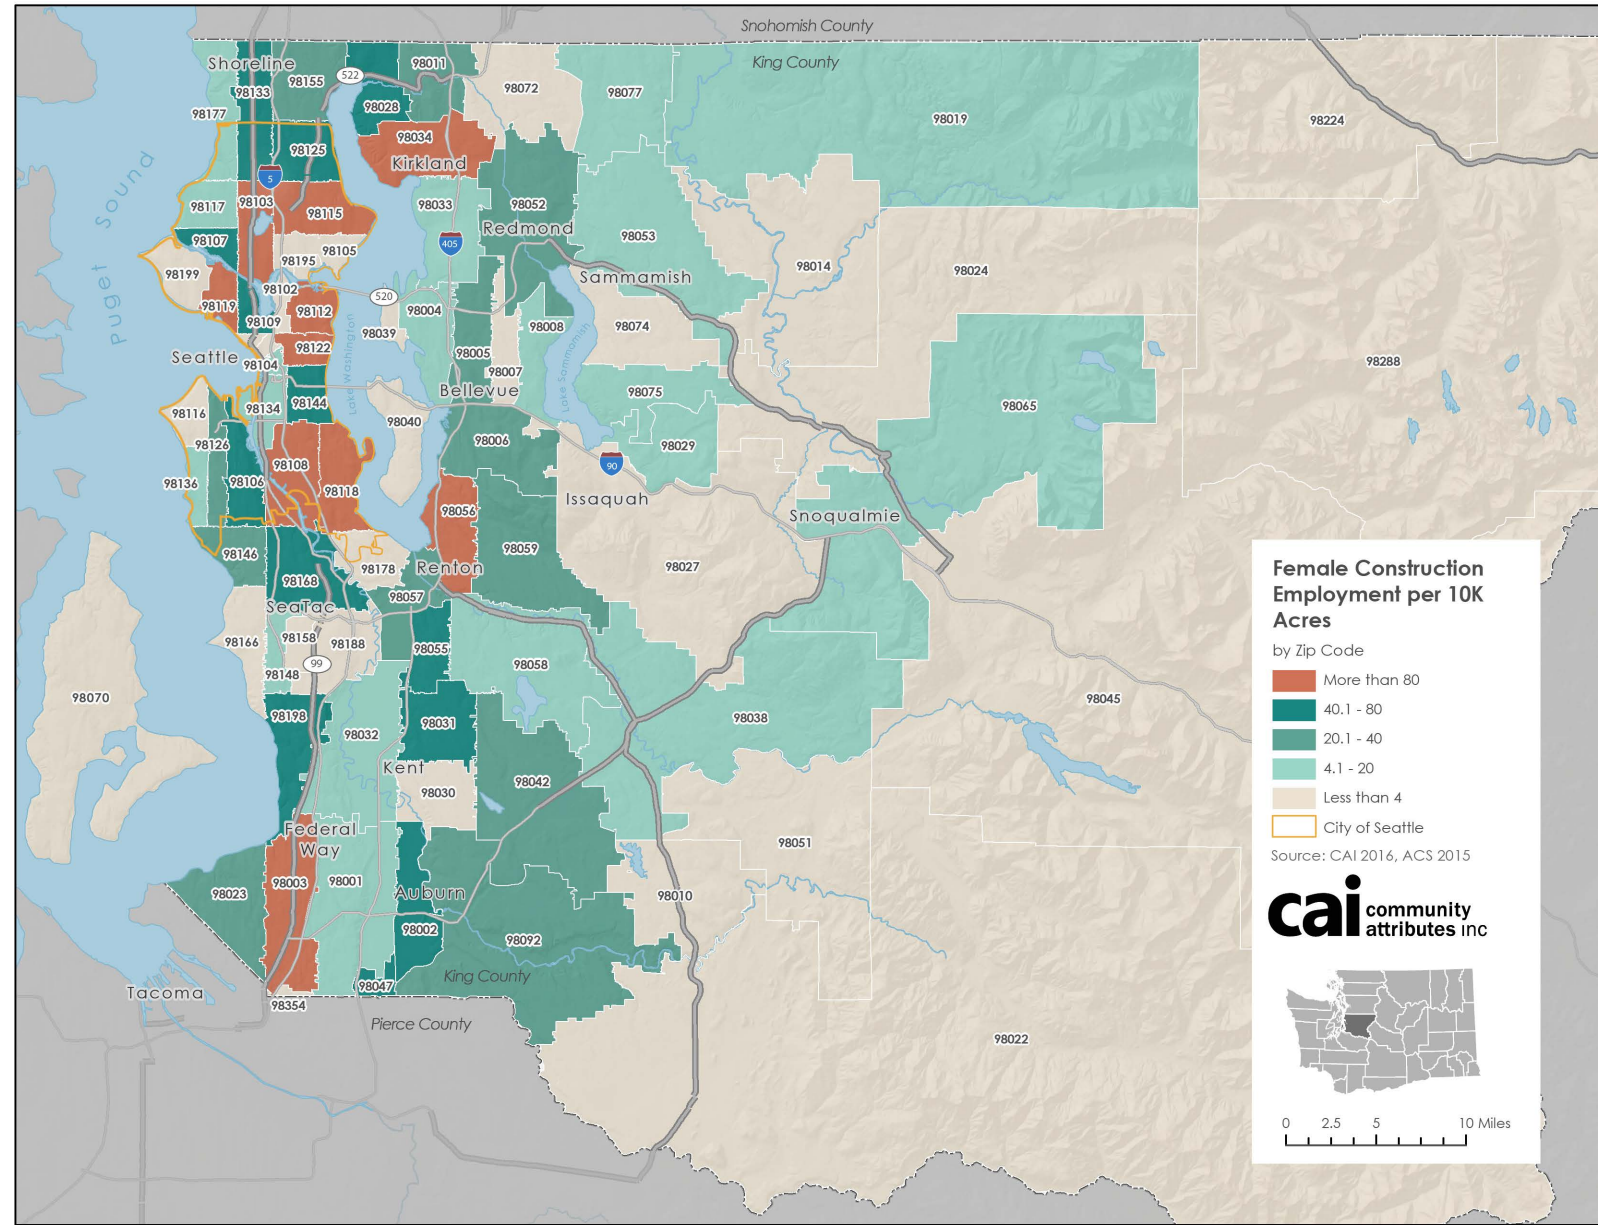 Snohomish County
King County
Shoreline
98133
98155
522
98011
98072
98077
98028
98177
98019
98224
98034
Kirkland
98125
5
98103
98115
98117
98033
98052
Redmond
98107
98105
98195
405
98053
98199
Sammamish
98014
98024
98102
520
98119
98112
98109
98004
98008
98074
98039
98122
Puget Sound
Lake Washington
Lake Sammamish
Seattle
98104
98005
98007
98288
Bellevue
98075
98144
98134
98116
98040
98065
98126
98006
98029
98108
90
98136
98106
98118
Issaquah
98056
Snoqualmie
98146
98059
98178
Renton
98027
98168
98057
SeaTac
98166
98158
98188
98055
98058
99
98148
98070
98045
98198
98032
98031
98038
Kent
98030
98042
Federal
Way
98051
98003
98001
98023
Auburn
98010
98002
98092
King County
98047
Tacoma
98354
Pierce County
98022
Female Construction
Employment per 10K
Acres
by Zip Code
More than 80
40.1 - 80
20.1 - 40
4.1 - 20
Less than 4
City of Seattle
Source: CAI 2016, ACS 2015
cai community
attributes inc
0 2.5 5 10 Miles